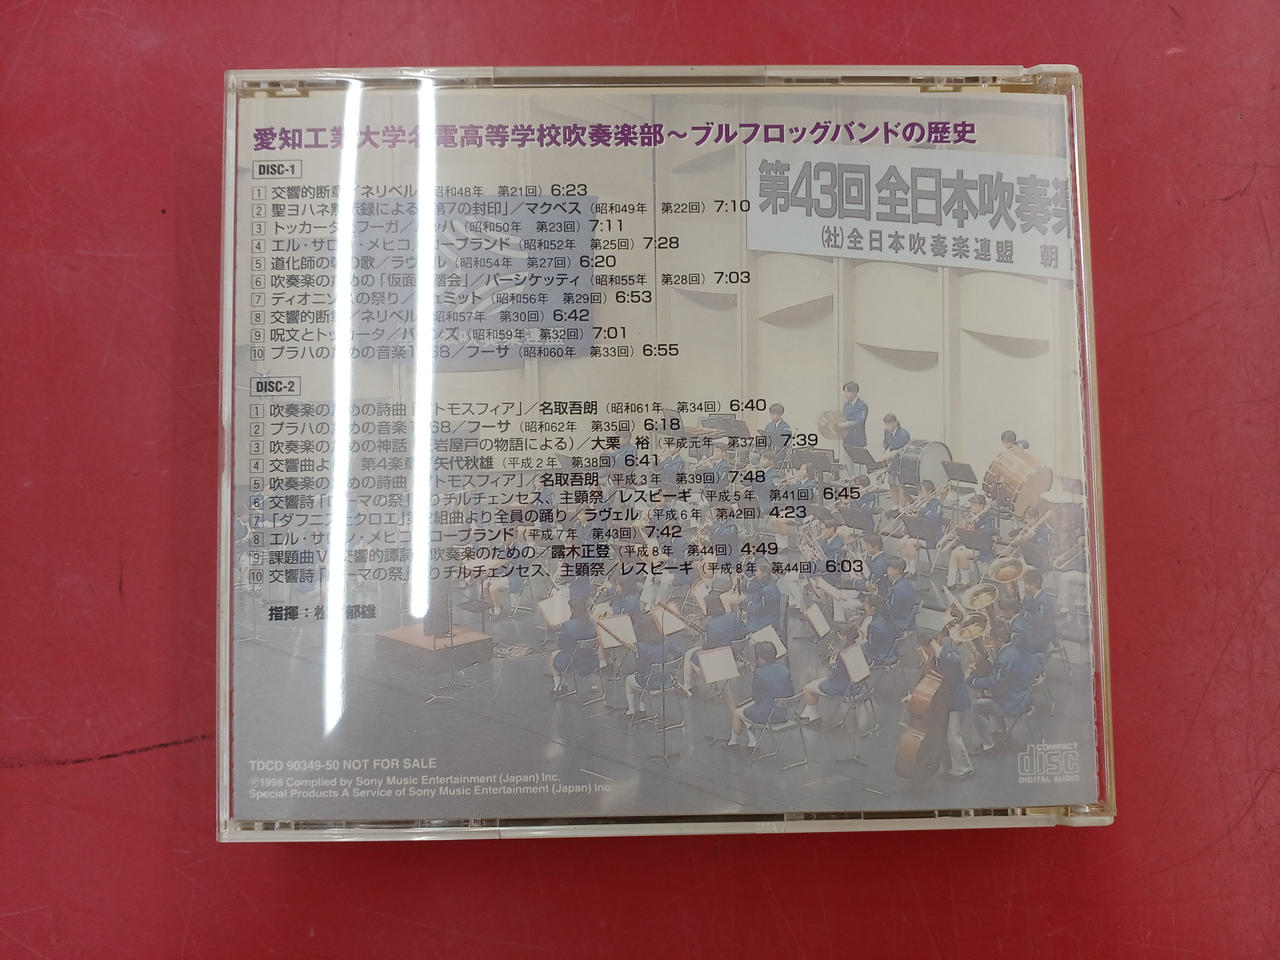 愛知工業大学名電高等学校吹奏楽部～ブルフロッグバンドの歴史
DISC-1
1 交響的断章／ネリベル（昭和48年 第21回）6:23
2 聖ヨハネ黙示録による「第7の封印」／マクベス（昭和49年 第22回）7:10
3 トッカータとフーガ／バッハ（昭和50年 第23回）7:11
4 エル・サロン・メヒコ／コープランド（昭和52年 第25回）7:28
5 道化師の朝の歌／ラヴェル（昭和54年 第27回）6:20
6 吹奏楽のための「仮面舞踏会」／パーシケッティ（昭和55年 第28回）7:03
7 ディオニソスの祭り／シュミット（昭和56年 第29回）6:53
8 交響的断章／ネリベル（昭和57年 第30回）6:42
9 呪文とトッカータ／バーンズ（昭和59年 第32回）7:01
10 プラハのための音楽1968／フーサ（昭和60年 第33回）6:55
DISC-2
1 吹奏楽のための詩曲「アトモスフィア」／名取吾朗（昭和61年 第34回）6:40
2 プラハのための音楽1968／フーサ（昭和62年 第35回）6:18
3 吹奏楽のための神話（天岩屋戸の物語による）／大栗 裕（平成元年 第37回）7:39
4 交響曲より 第4楽章／矢代秋雄（平成2年 第38回）6:41
5 吹奏楽のための詩曲「アトモスフィア」／名取吾朗（平成3年 第39回）7:48
6 交響詩「ローマの祭」よりチルチェンセス、主顕祭／レスピーギ（平成5年 第41回）6:45
7 「ダフニスとクロエ」第2組曲より全員の踊り／ラヴェル（平成6年 第42回）4:23
8 エル・サロン・メヒコ／コープランド（平成7年 第43回）7:42
9 課題曲V 交響的譚詩～吹奏楽のための／露木正登（平成8年 第44回）4:49
10 交響詩「ローマの祭」よりチルチェンセス、主顕祭／レスピーギ（平成8年 第44回）6:03
指揮：松 郁雄
第43回 全日本吹奏楽
(社)全日本吹奏楽連盟 朝
TDCD 90349-50 NOT FOR SALE
℗1998 Complied by Sony Music Entertainment (Japan) Inc.
Special Products A Service of Sony Music Entertainment (Japan) Inc.
COMPACT
disc
DIGITAL AUDIO